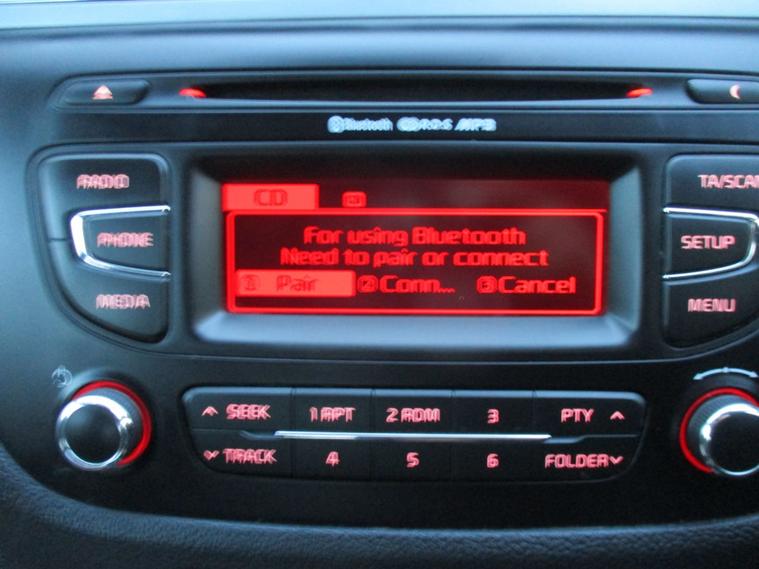 Bluetooth RDS MP3
RADIO
CD
TA/SCAN
For using Bluetooth
PHONE
SETUP
Need to pair or connect
1 Pair 2 Conn... 3 Cancel
MEDIA
MENU
SEEK 1 RPT 2 RDM 3 PTY
TRACK 4 5 6 FOLDER